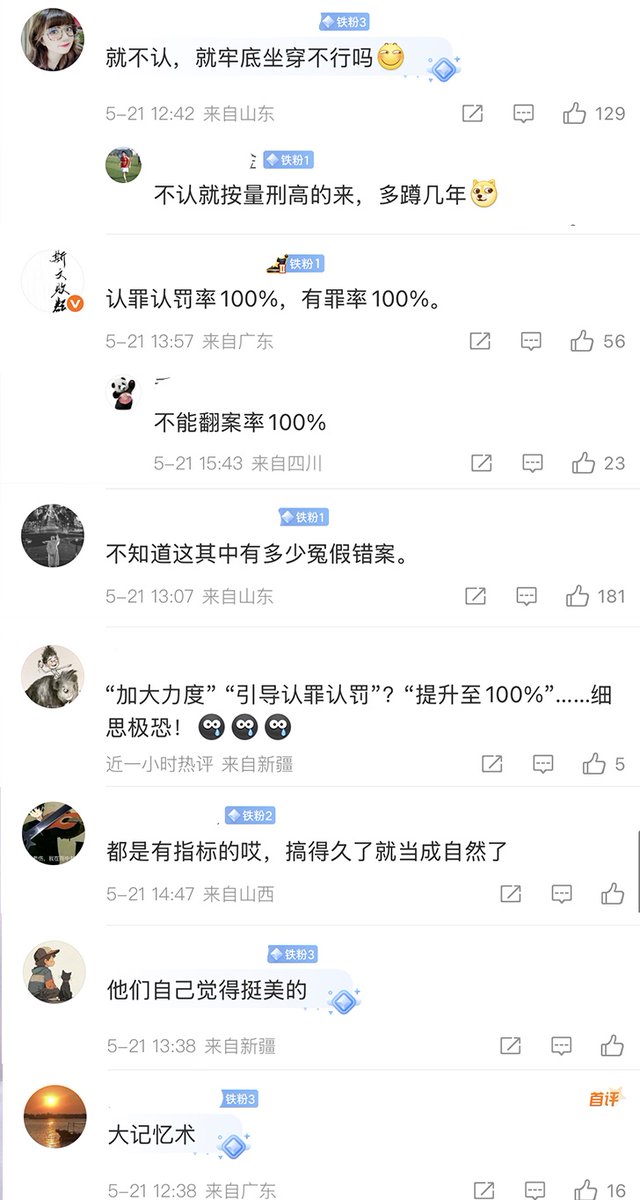 铁粉3
就不认，就牢底坐穿不行吗
5-21 12:42 来自山东
129
铁粉1
不认就按量刑高的来，多蹲几年
斯文败类
铁粉1
认罪认罚率100%，有罪率100%。
5-21 13:57 来自广东
56
不能翻案率100%
5-21 15:43 来自四川
23
铁粉1
不知道这其中有多少冤假错案。
5-21 13:07 来自山东
181
“加大力度” “引导认罪认罚”？“提升至100%”……细
思极恐！
近一小时热评 来自新疆
5
铁粉2
都是有指标的哎，搞得久了就当成自然了
5-21 14:47 来自山西
铁粉3
他们自己觉得挺美的
5-21 13:38 来自新疆
铁粉3
首评
大记忆术
5-21 12:38 来自广东
16